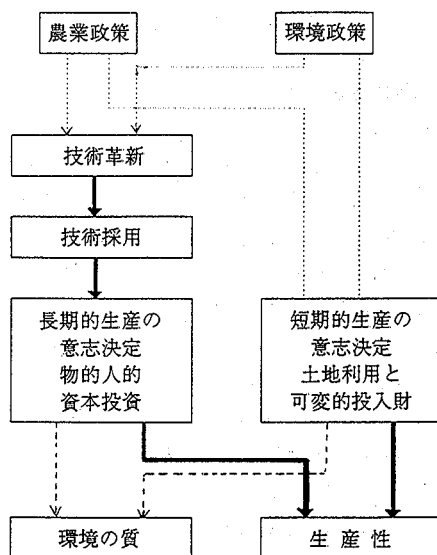 農業政策
環境政策
技術革新
技術採用
長期的生産の
意志決定
物的人的
資本投資
短期的生産の
意志決定
土地利用と
可変的投入財
環境の質
生産性